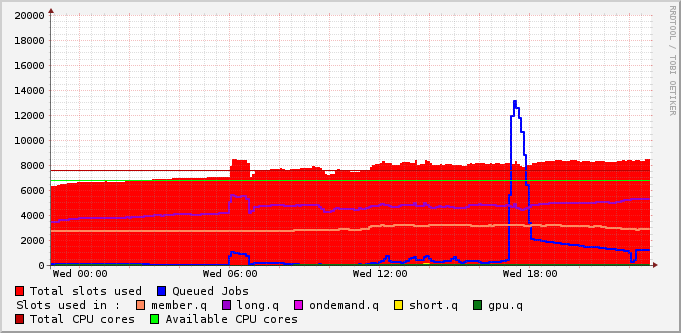 20000
18000
16000
14000
12000
10000
8000
6000
4000
2000
0
Wed 00:00 Wed 06:00 Wed 12:00 Wed 18:00
Total slots used Queued Jobs
Slots used in : member.q long.q ondemand.q short.q gpu.q
Total CPU cores Available CPU cores
RRDTOOL / TOBI OETIKER